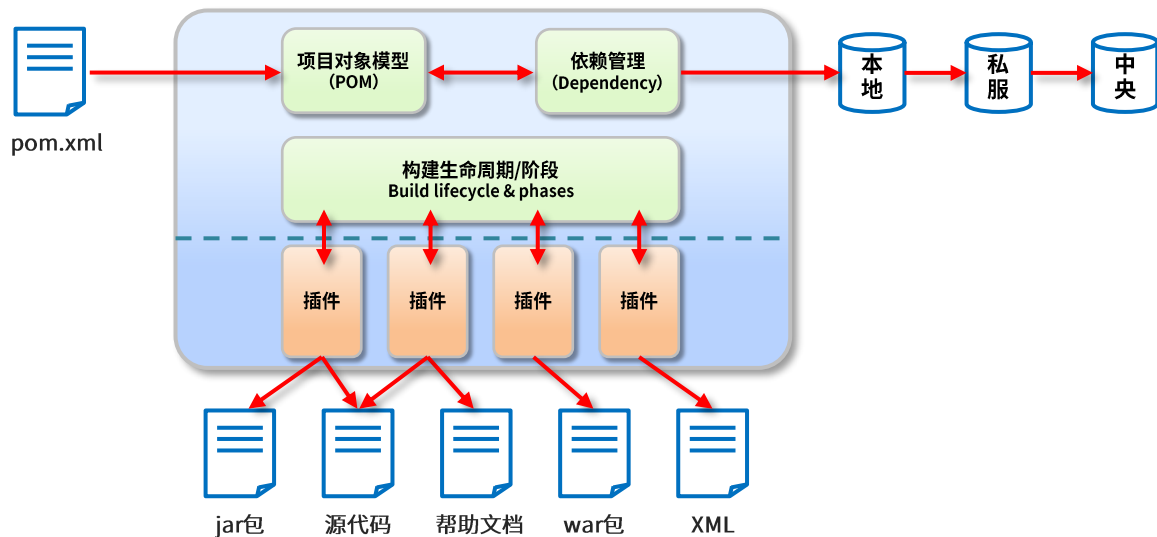 pom.xml
项目对象模型
（POM）
依赖管理
（Dependency）
本
地
私
服
中
央
构建生命周期/阶段
Build lifecycle & phases
插件
插件
插件
插件
jar包
源代码
帮助文档
war包
XML